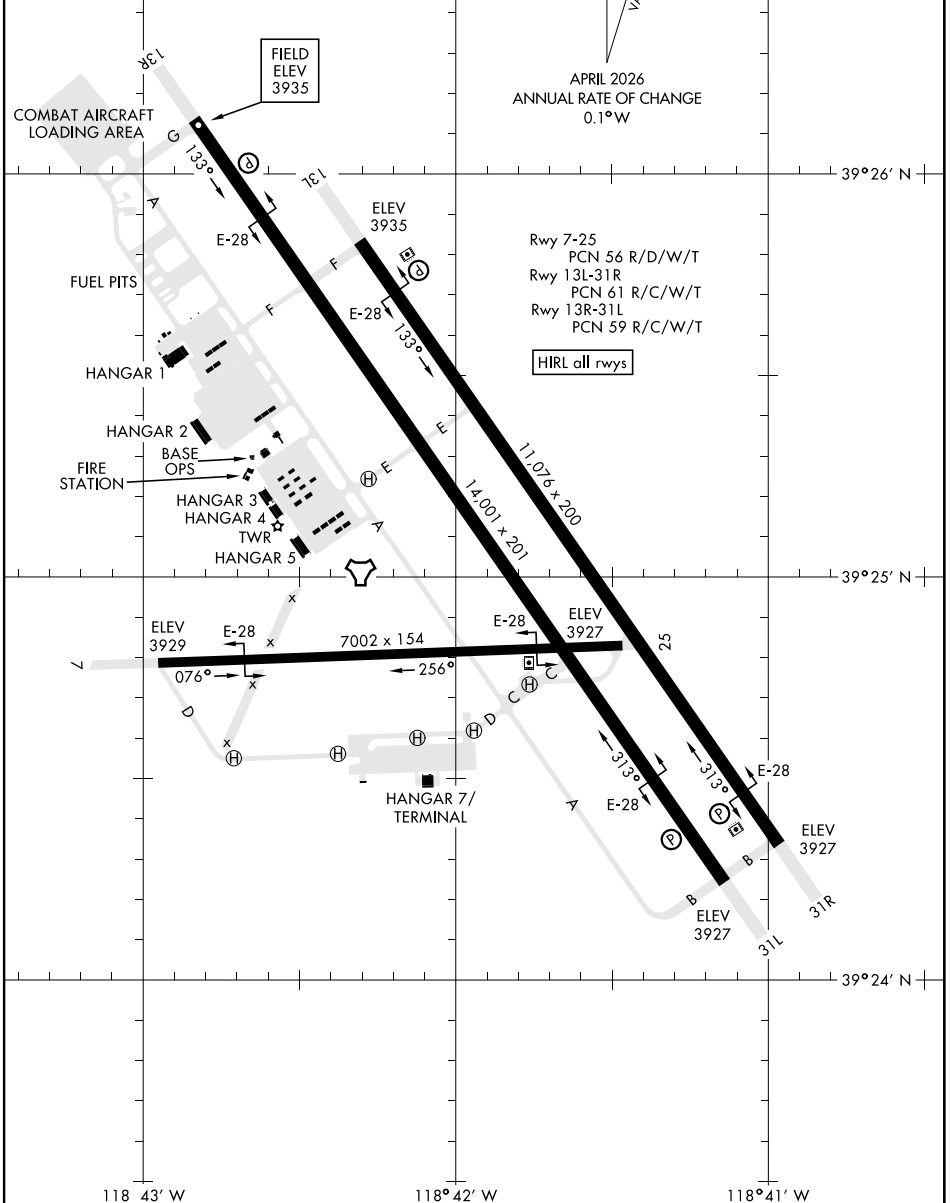 VA
13R
FIELD
ELEV
3935
APRIL 2026
ANNUAL RATE OF CHANGE
0.1° W
COMBAT AIRCRAFT
LOADING AREA
G
133°
P
13L
39° 26' N
A
E-28
ELEV
3935
F
P
Rwy 7-25
PCN 56 R/D/W/T
Rwy 13L-31R
PCN 61 R/C/W/T
Rwy 13R-31L
PCN 59 R/C/W/T
HIRL all rwys
FUEL PITS
F
E-28
133°
HANGAR 1
HANGAR 2
BASE
OPS
FIRE
STATION
E
E
H
HANGAR 3
HANGAR 4
TWR
HANGAR 5
A
14,001 x 201
11,076 x 200
39° 25' N
x
ELEV
3929
E-28
x
7002 x 154
E-28
ELEV
3927
25
7
076°
256°
x
D
x
H
H
H
H
D
C
H
C
HANGAR 7/
TERMINAL
A
313°
E-28
P
313°
E-28
P
ELEV
3927
B
B
ELEV
3927
31R
31L
39° 24' N
118° 43' W
118° 42' W
118° 41' W